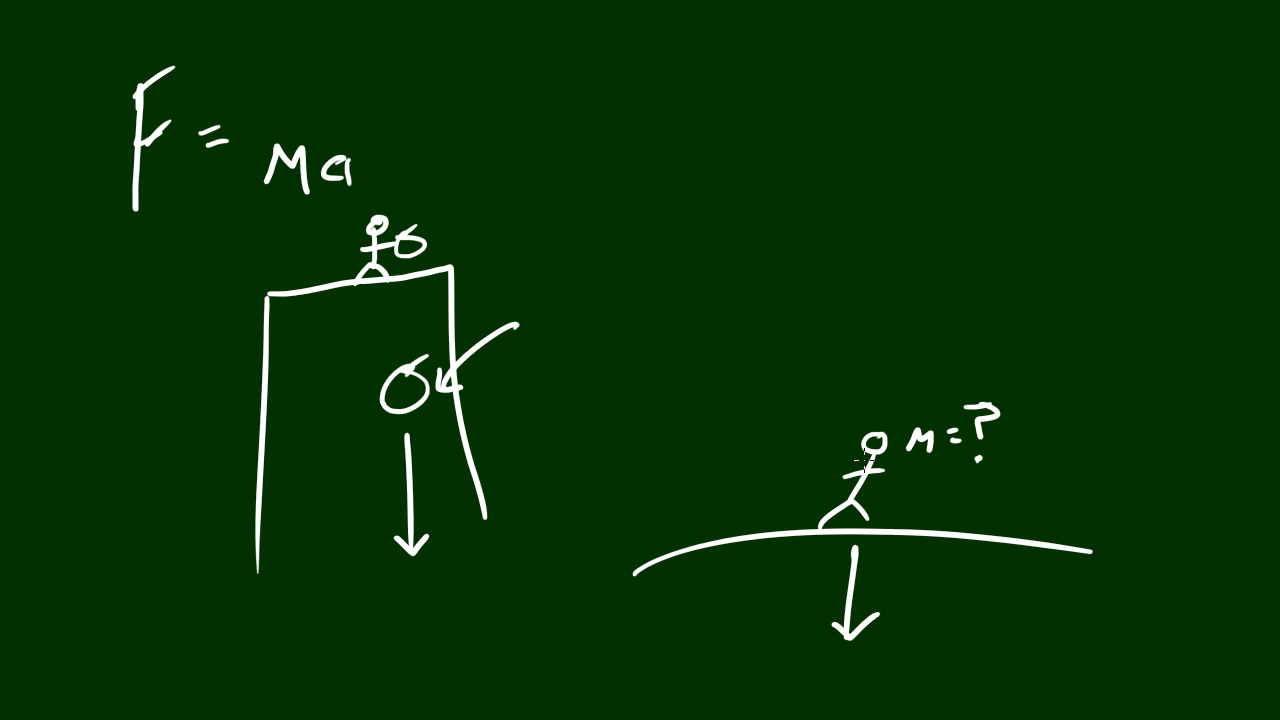 F = Ma
M = ?